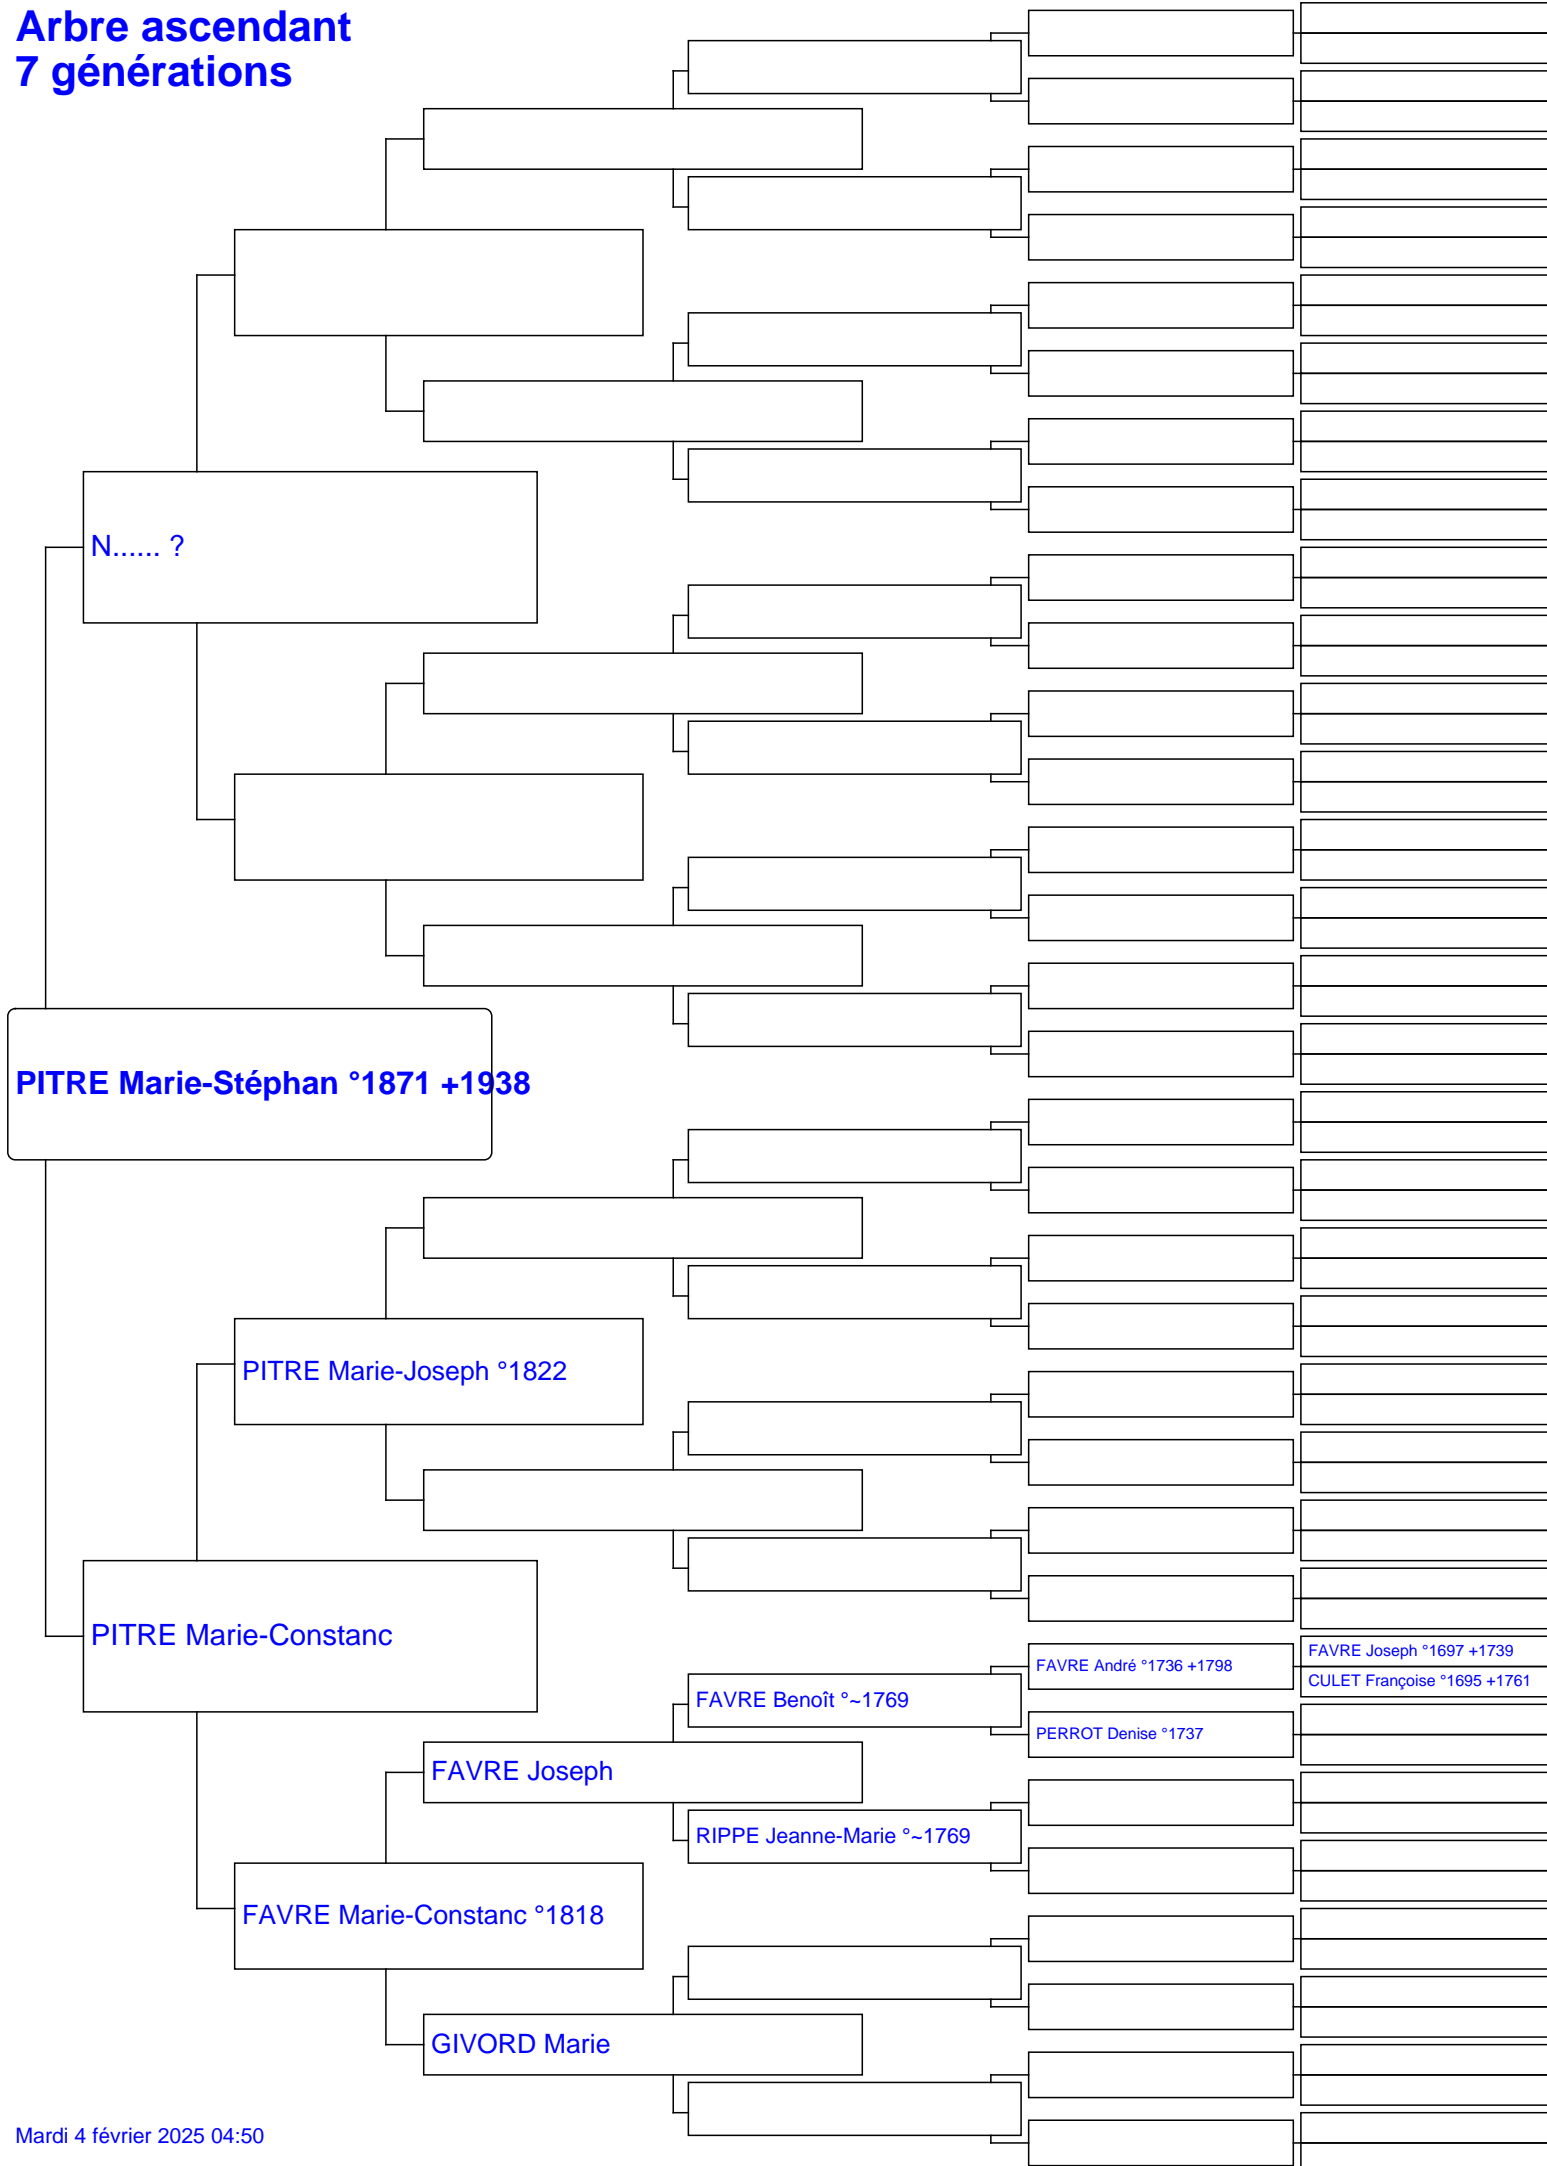 Arbre ascendant
7 générations
N...... ?
PITRE Marie-Stéphan °1871 +1938
PITRE Marie-Joseph °1822
PITRE Marie-Constanc
FAVRE Joseph °1697 +1739
FAVRE André °1736 +1798
CULET Françoise °1695 +1761
FAVRE Benoît °~1769
PERROT Denise °1737
FAVRE Joseph
RIPPE Jeanne-Marie °~1769
FAVRE Marie-Constanc °1818
GIVORD Marie
Mardi 4 février 2025 04:50